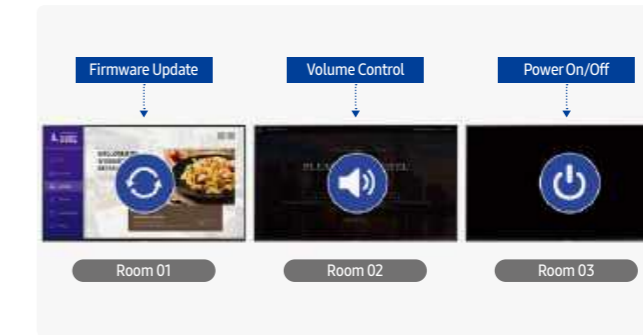 Firmware Update
Volume Control
Power On/Off
Room 01
Room 02
Room 03